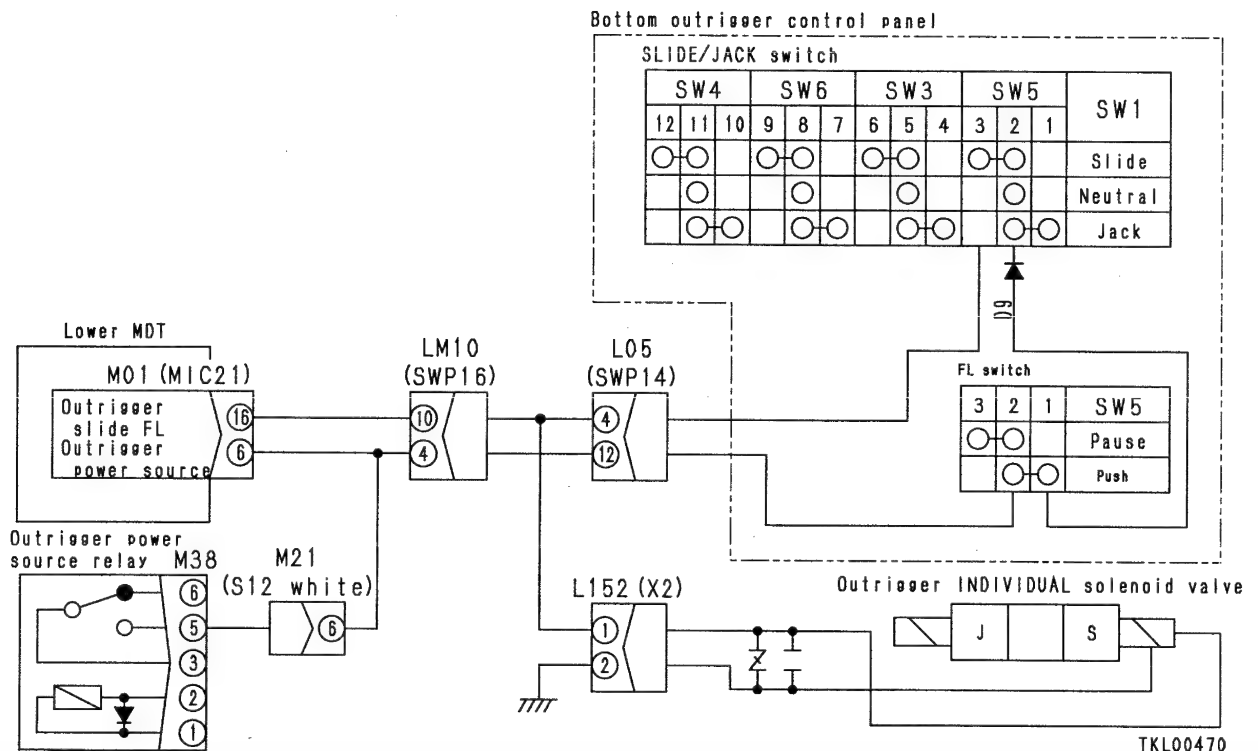 Bottom outrigger control panel
SLIDE/JACK switch
SW4 SW6 SW3 SW5 SW1
12 11 10 9 8 7 6 5 4 3 2 1
Slide
Neutral
Jack
D9
Lower MDT
M01 (MIC21)
Outrigger
slide FL
Outrigger
power source
16
6
LM10
(SWP16)
10
4
L05
(SWP14)
4
12
FL switch
3 2 1 SW5
Pause
Push
Outrigger power
source relay
M38
6
5
3
2
1
M21
(S12 white)
6
L152 (X2)
1
2
Outrigger INDIVIDUAL solenoid valve
J S
TKL00470